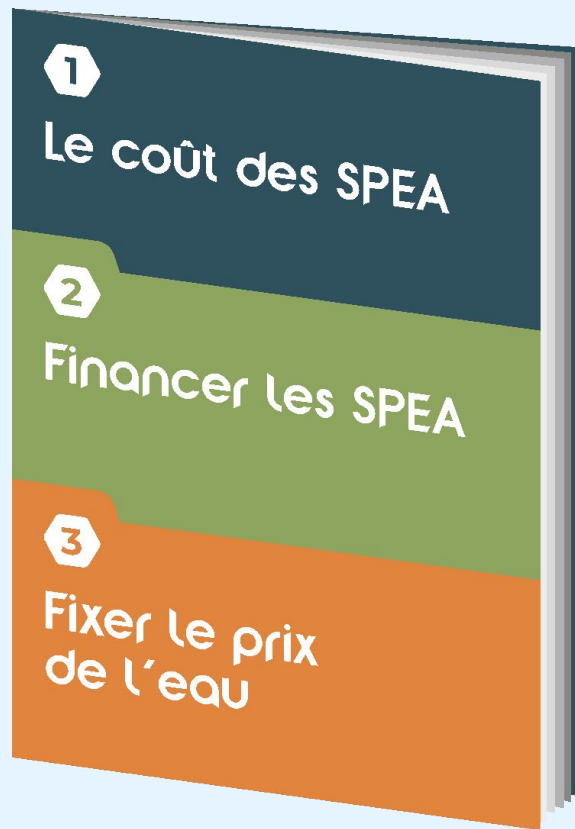 1
Le coût des SPEA
2
Financer les SPEA
3
Fixer le prix
de l'eau